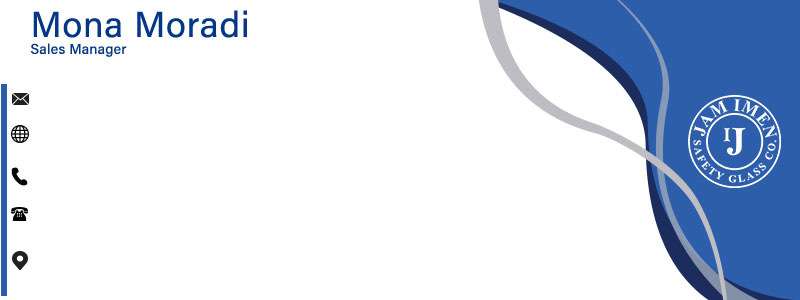 Mona Moradi
Sales Manager
JAM IMEN
SAFETY GLASS CO.
IJ